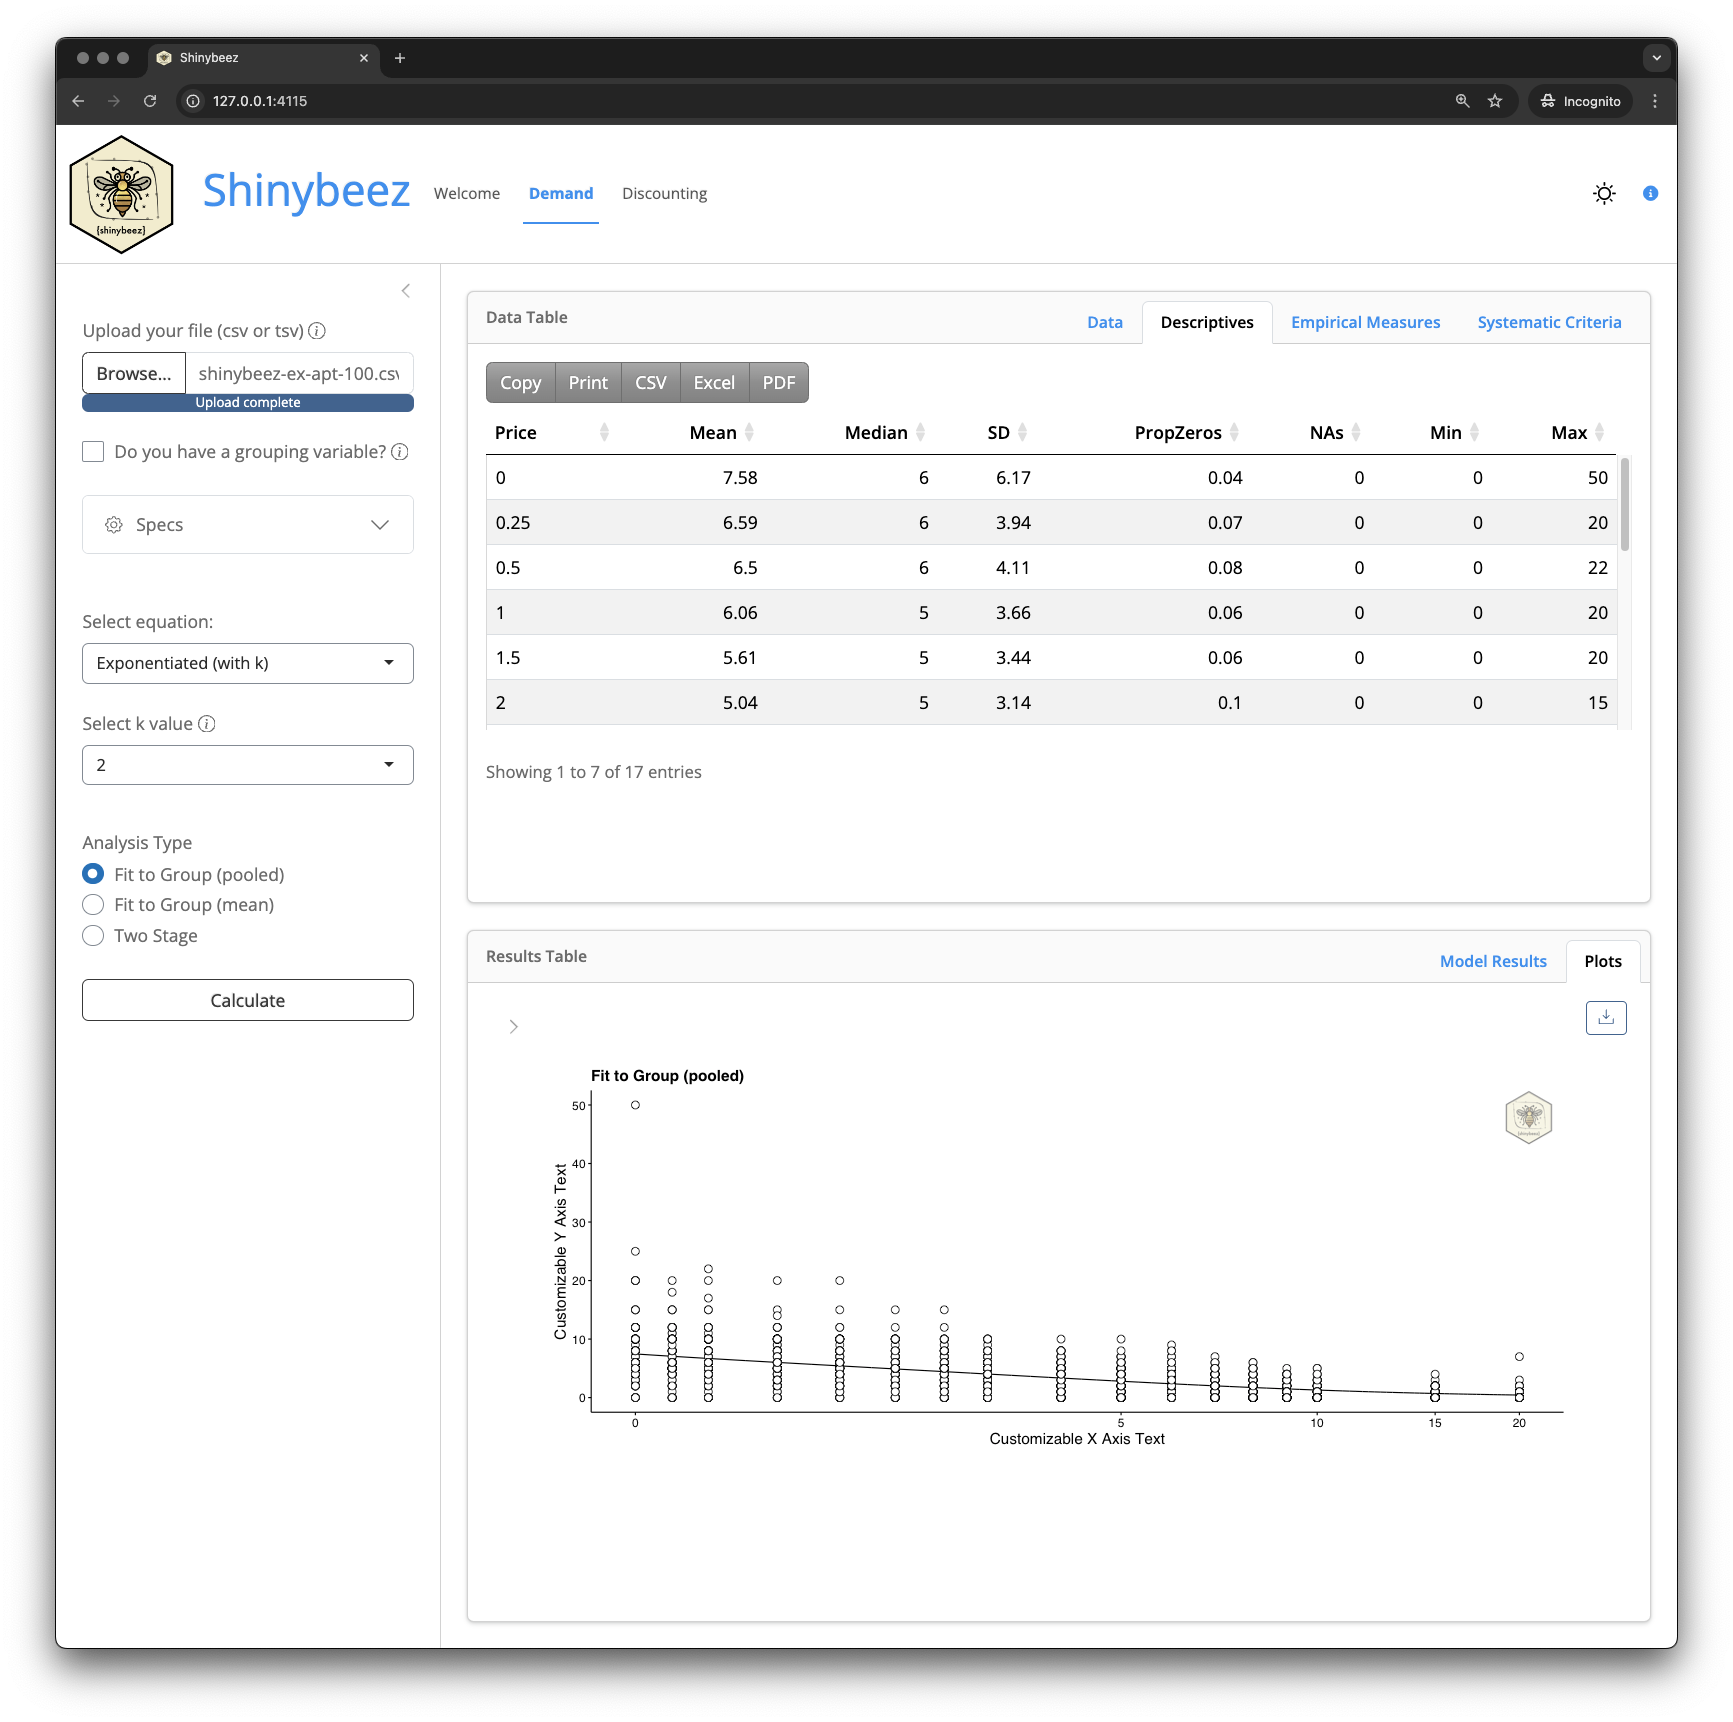 Shinybeez
127.0.0.1:4115
Incognito
{shinybeez}
Shinybeez
Welcome
Demand
Discounting
Upload your file (csv or tsv)
Browse...
shinybeez-ex-apt-100.csv
Upload complete
Do you have a grouping variable?
Specs
Select equation:
Exponentiated (with k)
Select k value
2
Analysis Type
Fit to Group (pooled)
Fit to Group (mean)
Two Stage
Calculate
Data Table
Data
Descriptives
Empirical Measures
Systematic Criteria
Copy Print CSV Excel PDF
Price Mean Median SD PropZeros NAs Min Max
0 7.58 6 6.17 0.04 0 0 50
0.25 6.59 6 3.94 0.07 0 0 20
0.5 6.5 6 4.11 0.08 0 0 22
1 6.06 5 3.66 0.06 0 0 20
1.5 5.61 5 3.44 0.06 0 0 20
2 5.04 5 3.14 0.1 0 0 15
Showing 1 to 7 of 17 entries
Results Table
Model Results
Plots
Fit to Group (pooled)
Customizable Y Axis Text
50
40
30
20
10
0
0 5 10 15 20
Customizable X Axis Text
{shinybeez}